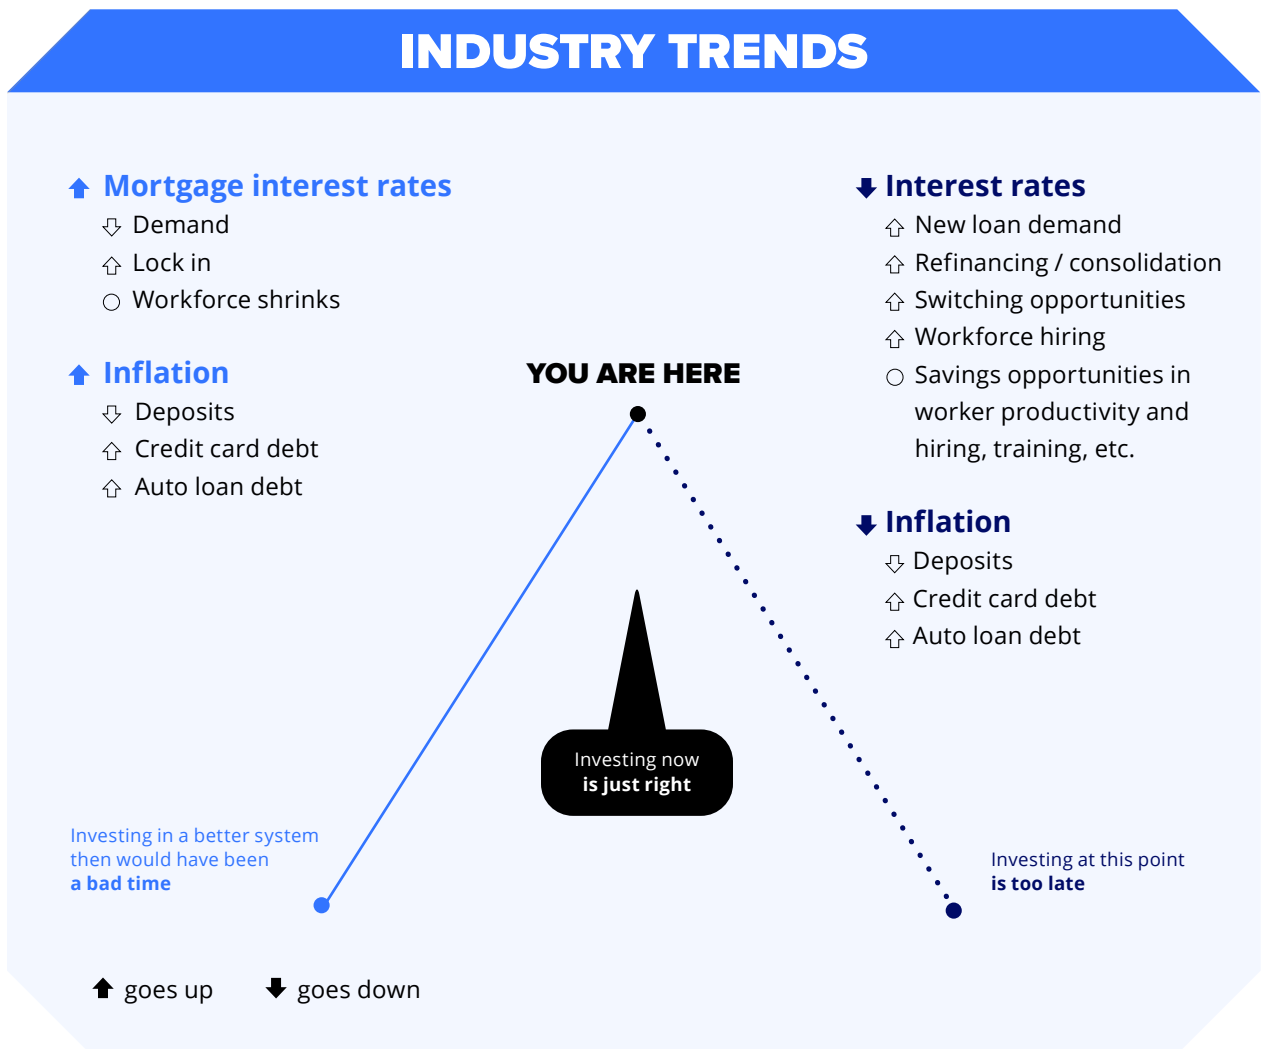 INDUSTRY TRENDS
Mortgage interest rates
Demand
Lock in
Workforce shrinks
Inflation
Deposits
Credit card debt
Auto loan debt
YOU ARE HERE
Interest rates
New loan demand
Refinancing / consolidation
Switching opportunities
Workforce hiring
Savings opportunities in
worker productivity and
hiring, training, etc.
Inflation
Deposits
Credit card debt
Auto loan debt
Investing now
is just right
Investing in a better system
then would have been
a bad time
Investing at this point
is too late
goes up
goes down